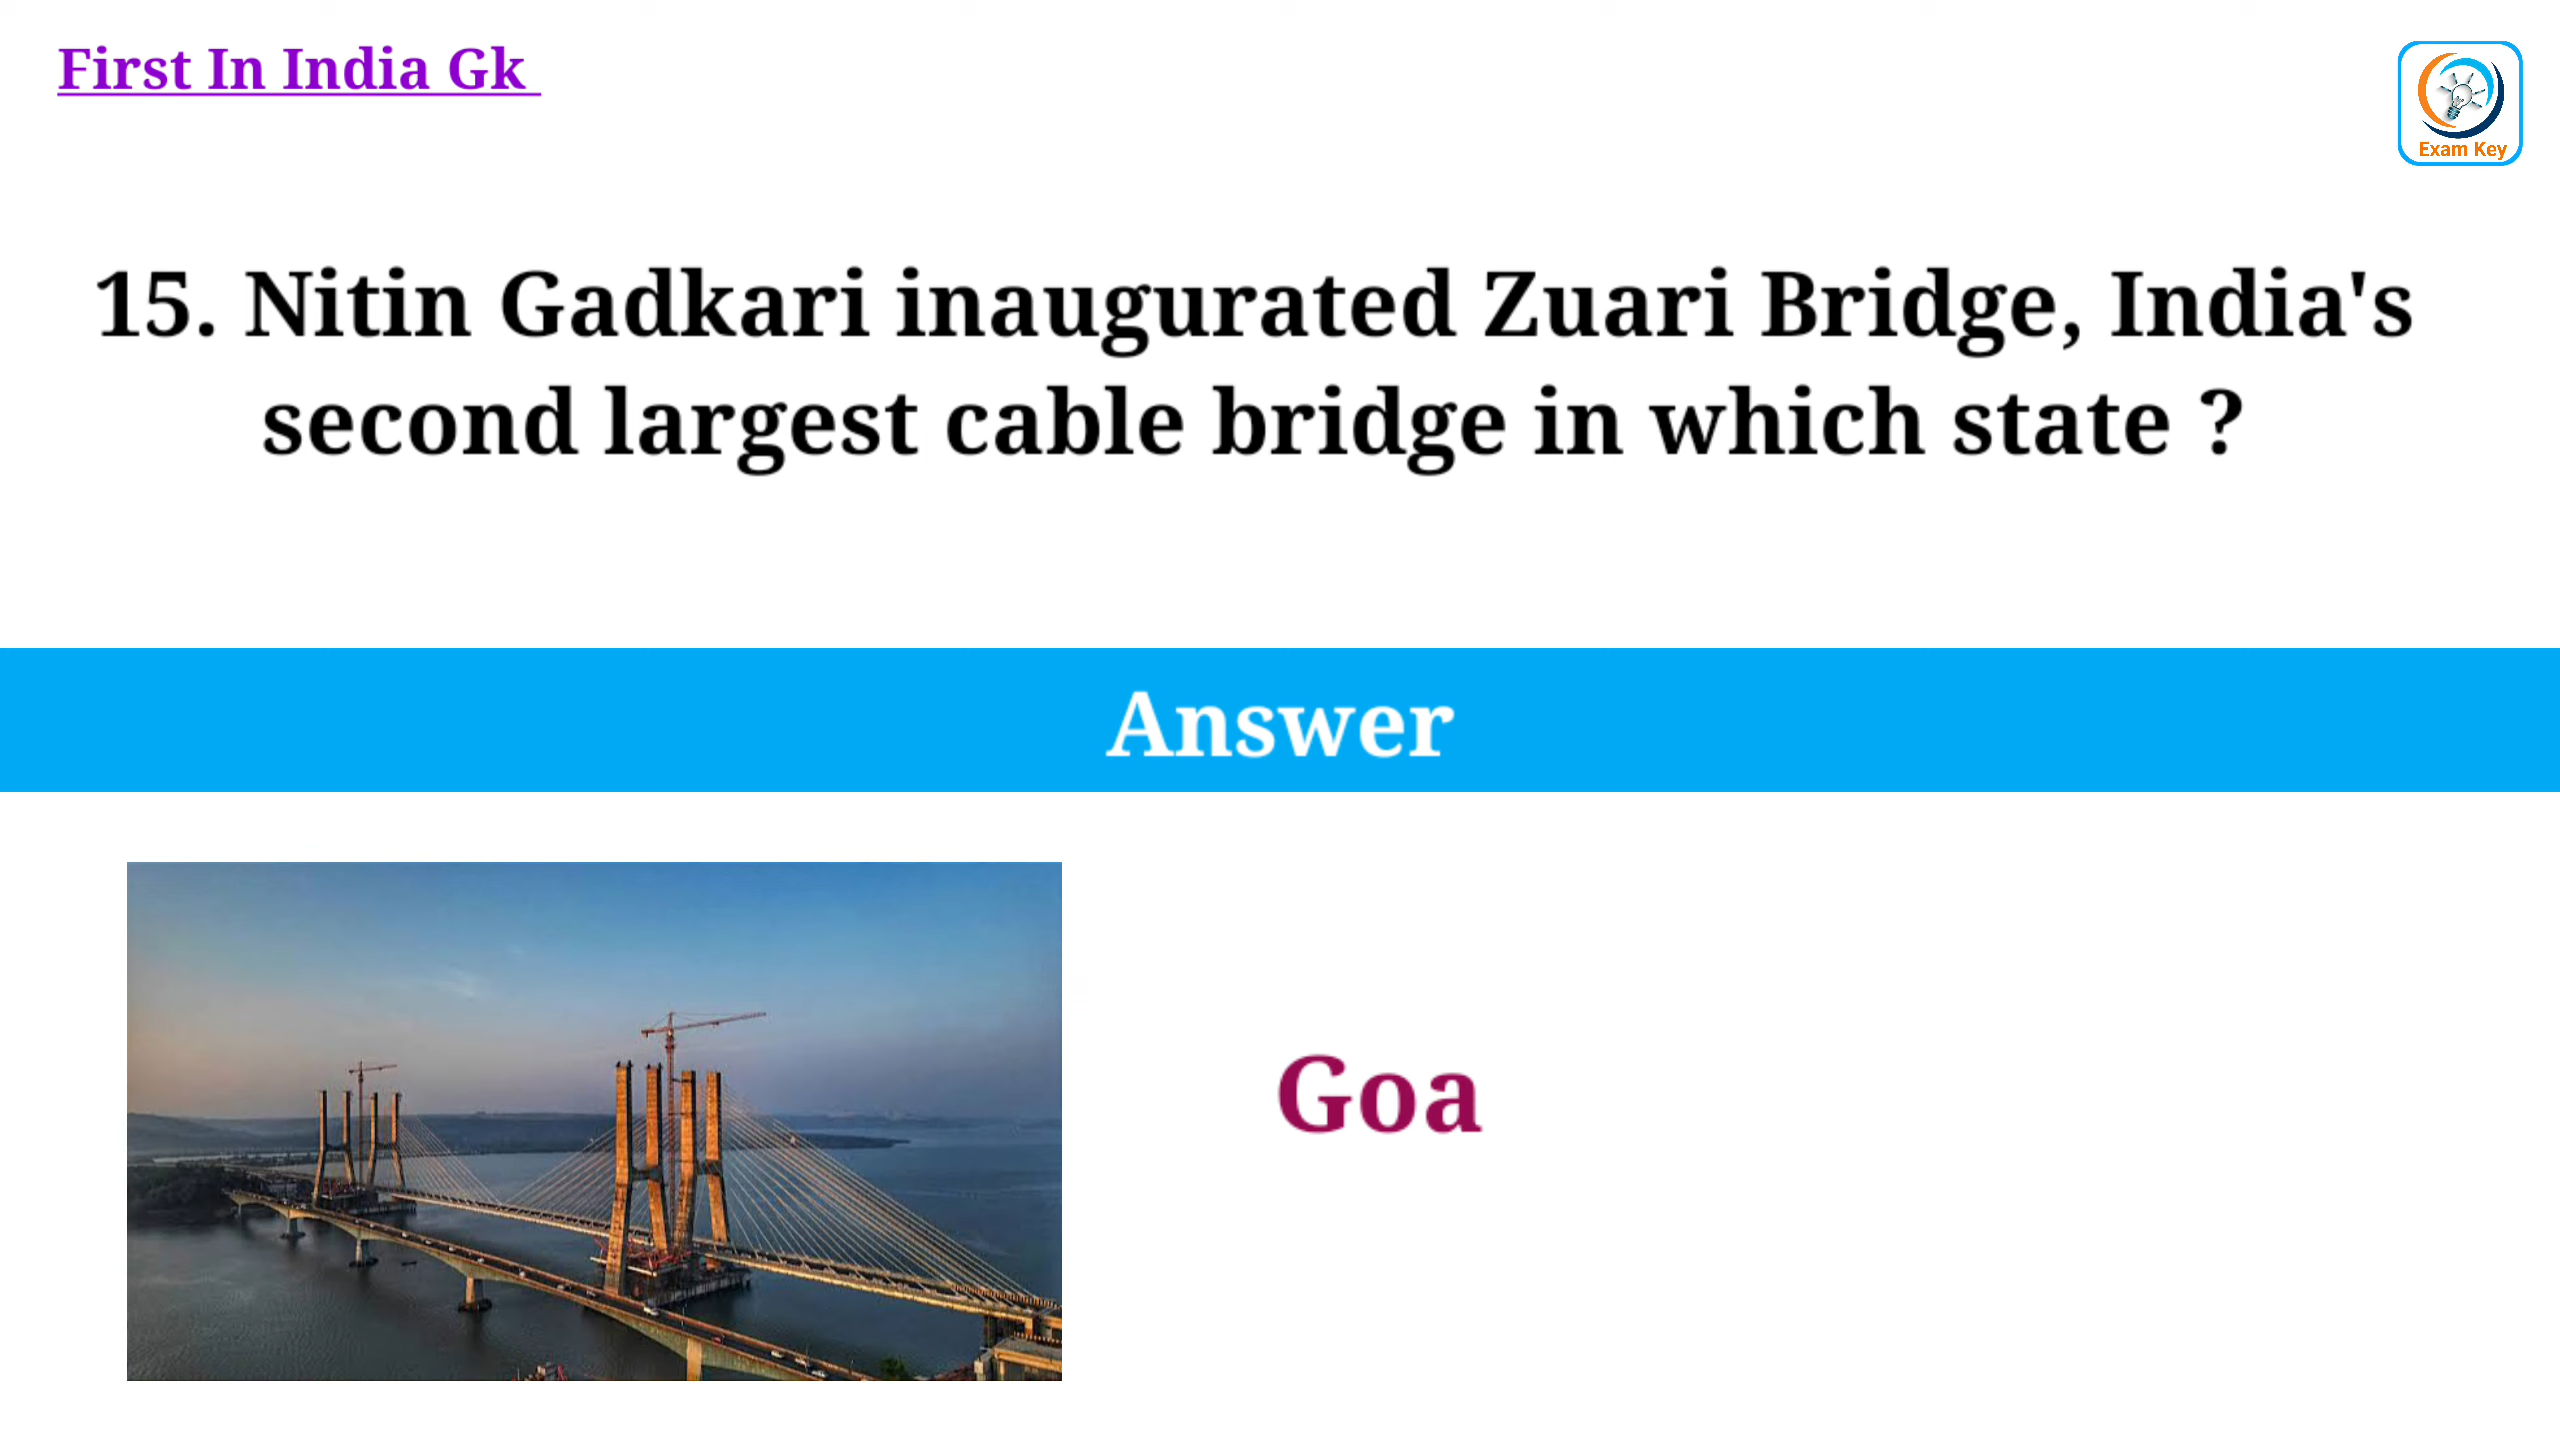 First In India Gk
Exam Key
15. Nitin Gadkari inaugurated Zuari Bridge, India's
second largest cable bridge in which state ?
Answer
Goa